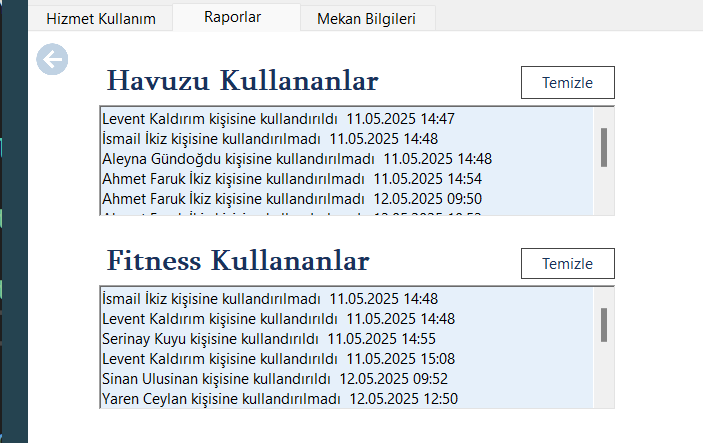 Hizmet Kullanım
Raporlar
Mekan Bilgileri
Havuzu Kullananlar
Temizle
Levent Kaldırım kişisine kullandırıldı 11.05.2025 14:47
İsmail İkiz kişisine kullandırılmadı 11.05.2025 14:48
Aleyna Gündoğdu kişisine kullandırılmadı 11.05.2025 14:48
Ahmet Faruk İkiz kişisine kullandırılmadı 11.05.2025 14:54
Ahmet Faruk İkiz kişisine kullandırılmadı 12.05.2025 09:50
Fitness Kullananlar
Temizle
İsmail İkiz kişisine kullandırılmadı 11.05.2025 14:48
Levent Kaldırım kişisine kullandırıldı 11.05.2025 14:48
Serinay Kuyu kişisine kullandırıldı 11.05.2025 14:55
Levent Kaldırım kişisine kullandırıldı 11.05.2025 15:08
Sinan Ulusinan kişisine kullandırıldı 12.05.2025 09:52
Yaren Ceylan kişisine kullandırılmadı 12.05.2025 12:50